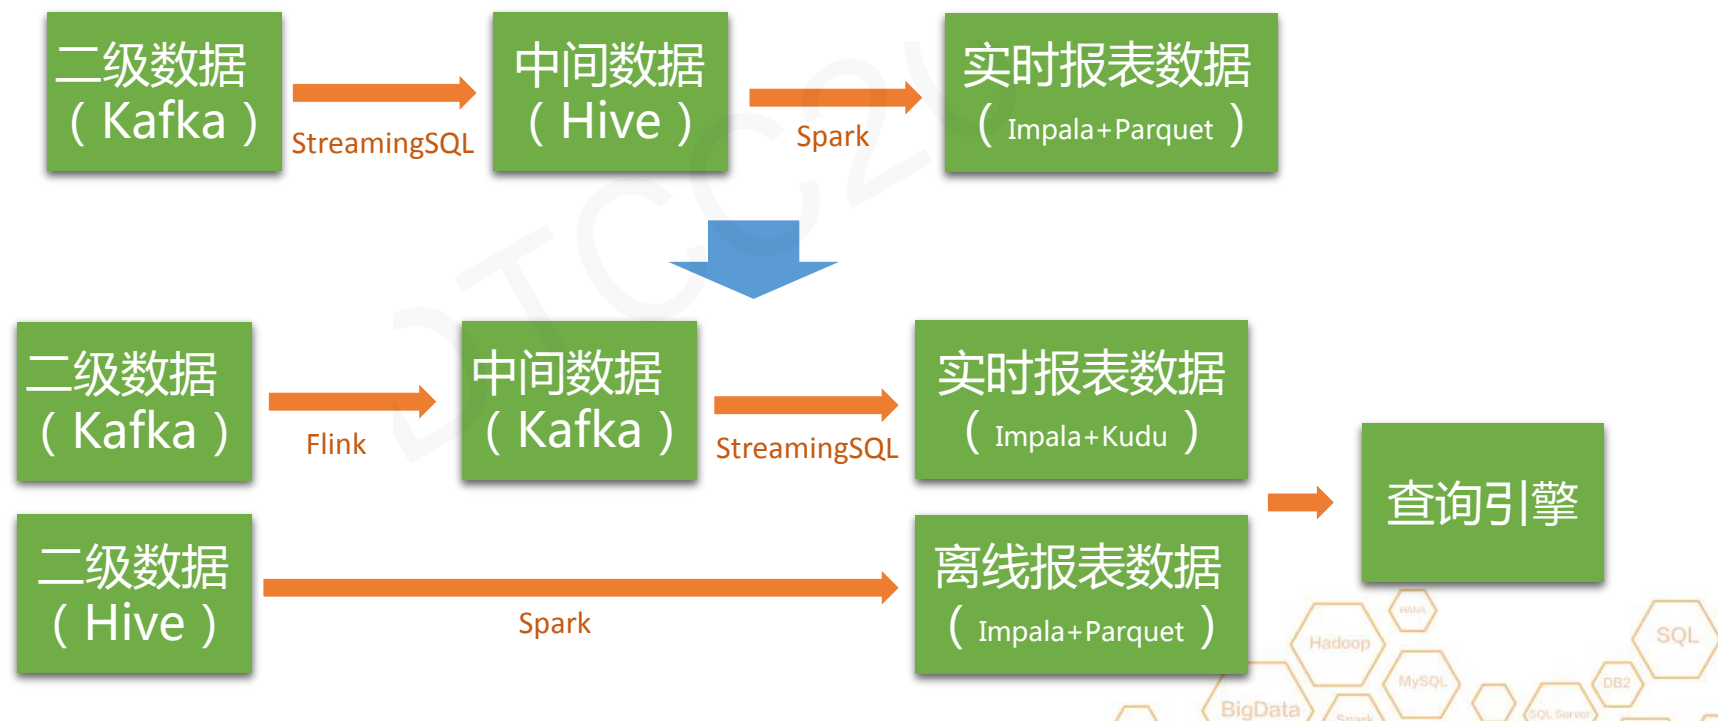 二级数据
（Kafka）
StreamingSQL
中间数据
（Hive）
Spark
实时报表数据
（Impala+Parquet）
DTCC20
二级数据
（Kafka）
Flink
中间数据
（Kafka）
StreamingSQL
实时报表数据
（Impala+Kudu）
二级数据
（Hive）
Spark
离线报表数据
（Impala+Parquet）
查询引擎
HANA
Hadoop
SQL
MySQL
DB2
BigData
Spark
SQL Server